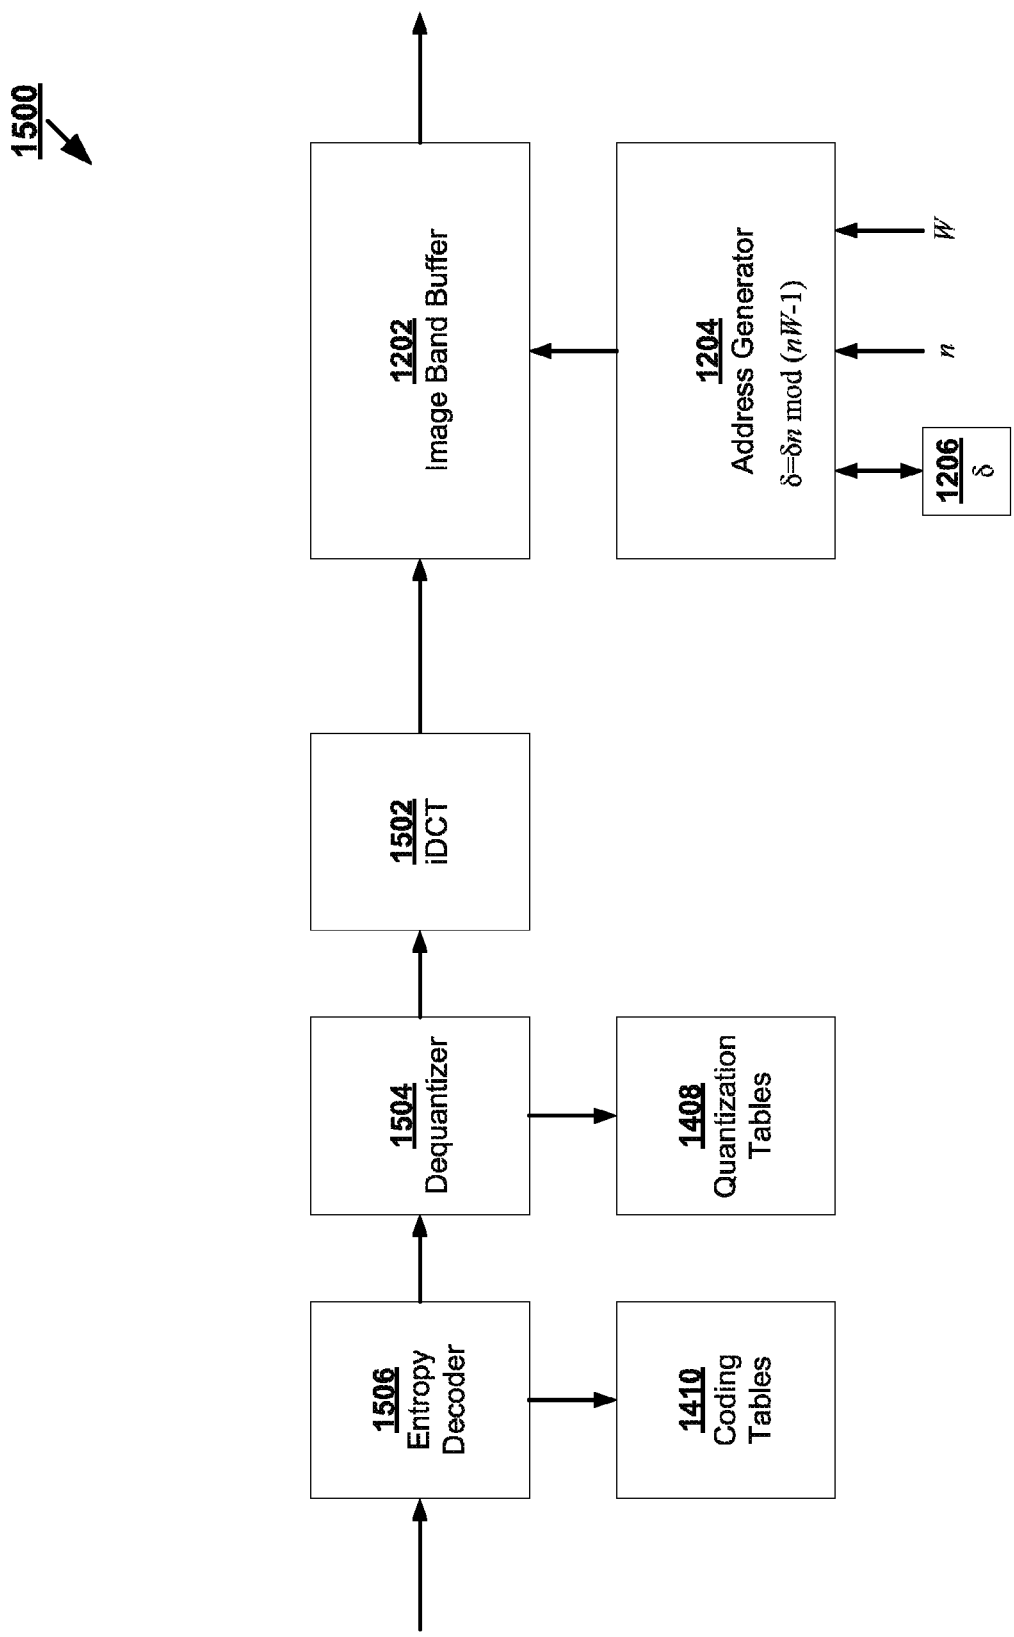 1500
1506
Entropy
Decoder
1504
Dequantizer
1502
iDCT
1202
Image Band Buffer
1410
Coding
Tables
1408
Quantization
Tables
1204
Address Generator
δ=δn mod (nW-1)
1206
δ
n
W